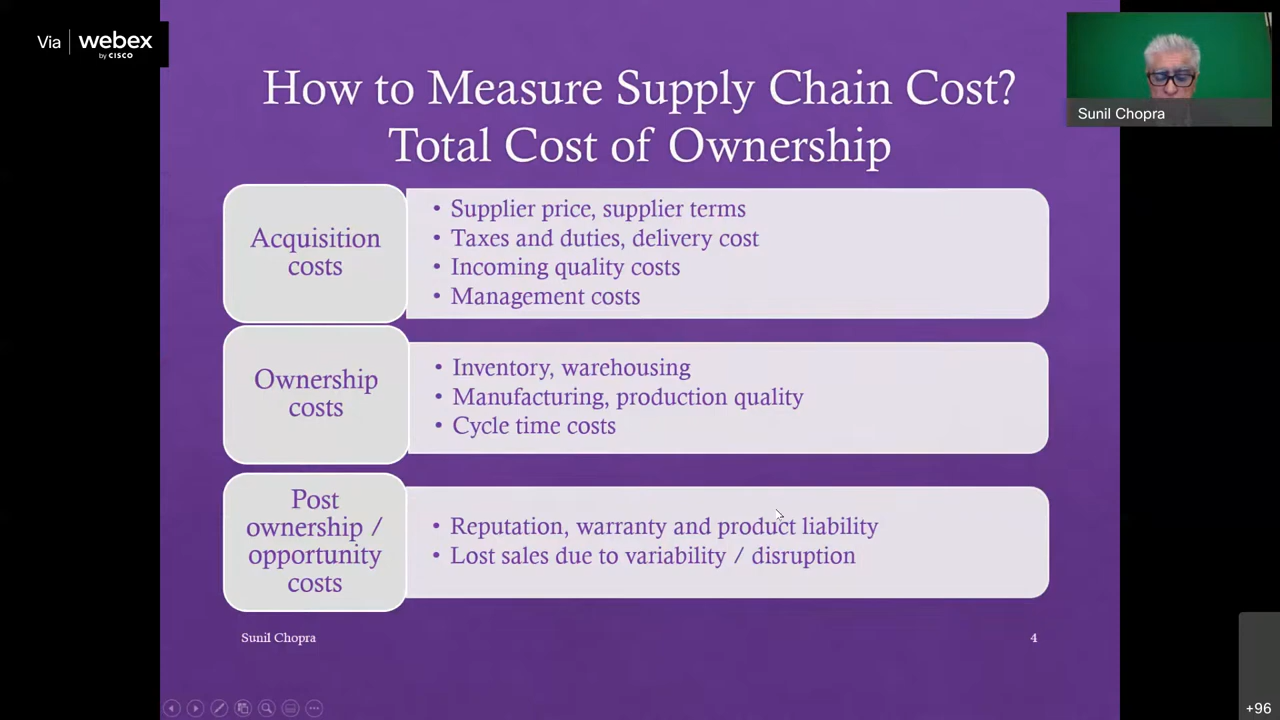 Via webex
by CISCO
Sunil Chopra
How to Measure Supply Chain Cost?
Total Cost of Ownership
Acquisition
costs
• Supplier price, supplier terms
• Taxes and duties, delivery cost
• Incoming quality costs
• Management costs
Ownership
costs
• Inventory, warehousing
• Manufacturing, production quality
• Cycle time costs
Post
ownership /
opportunity
costs
• Reputation, warranty and product liability
• Lost sales due to variability / disruption
Sunil Chopra
4
+96